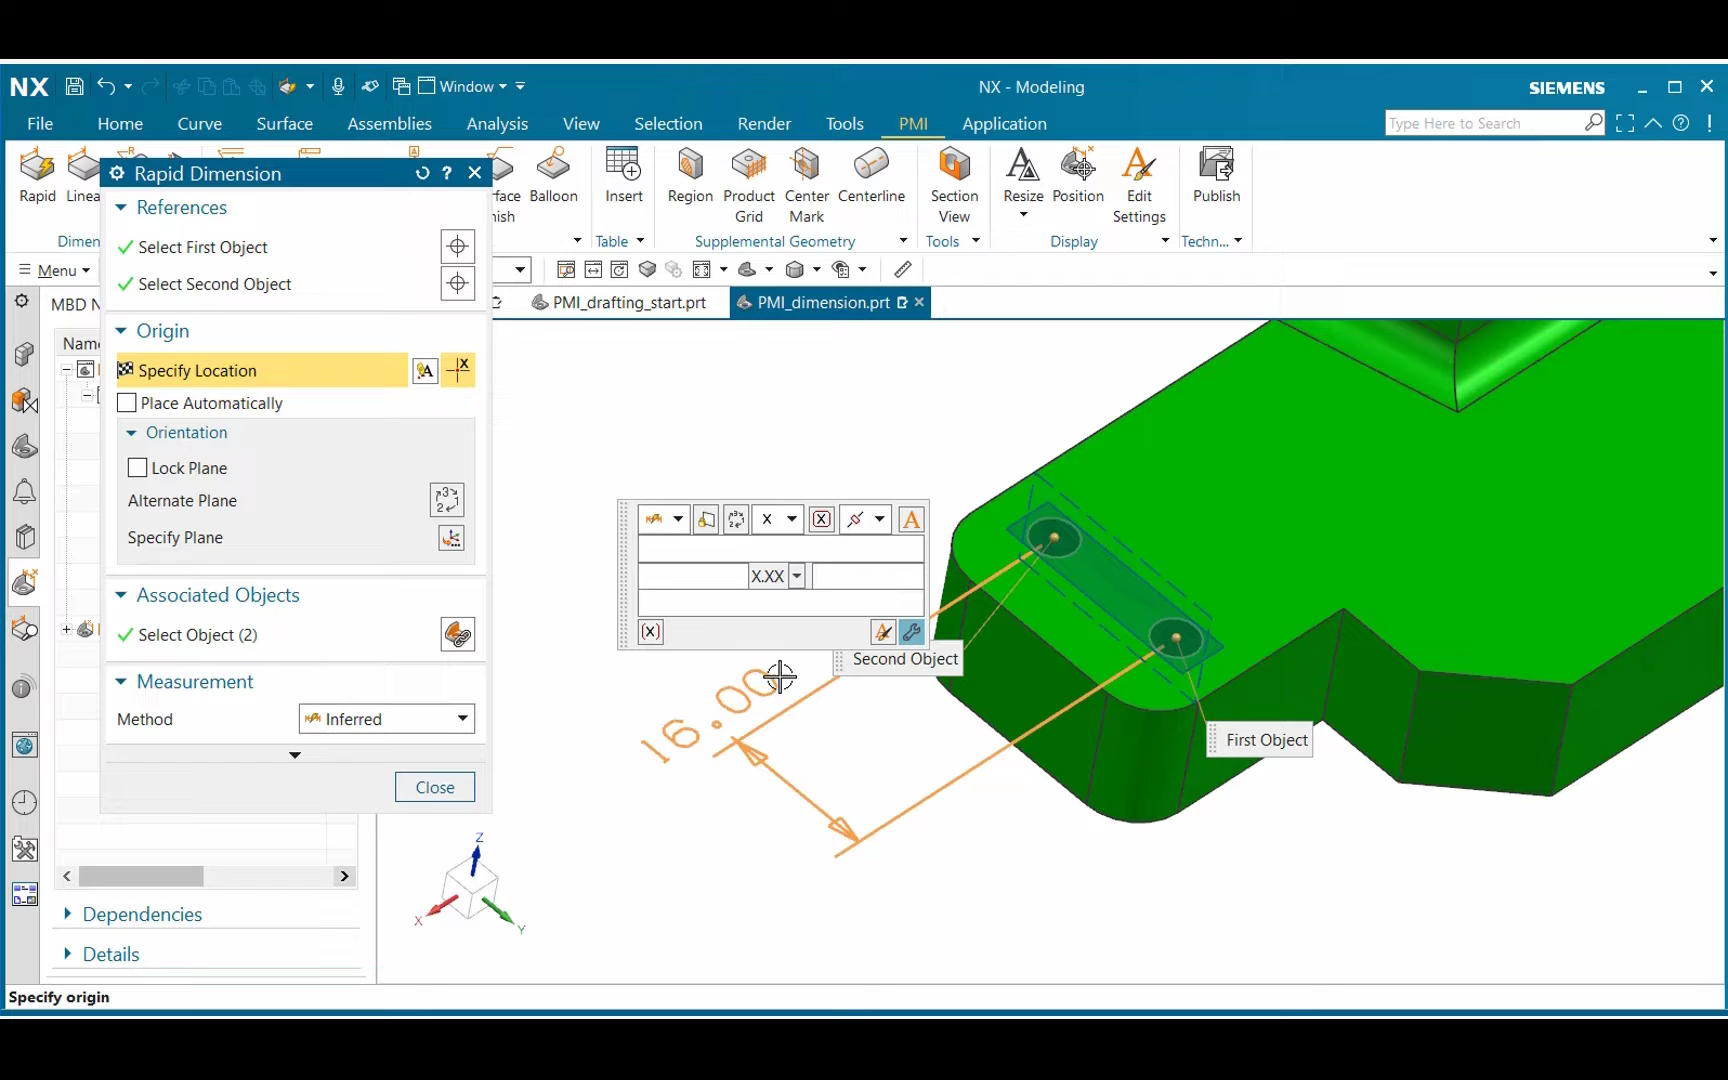 NX
Window
NX - Modeling
SIEMENS
File
Home
Curve
Surface
Assemblies
Analysis
View
Selection
Render
Tools
PMI
Application
Type Here to Search
Rapid
Balloon
Insert
Region
Product
Grid
Center
Mark
Centerline
Section
View
Resize
Position
Edit
Settings
Publish
Table
Supplemental Geometry
Tools
Display
Techn...
Menu
PMI_drafting_start.prt
PMI_dimension.prt
Rapid Dimension
References
Select First Object
Select Second Object
Origin
Specify Location
Place Automatically
Orientation
Lock Plane
Alternate Plane
Specify Plane
Associated Objects
Select Object (2)
Measurement
Method
Inferred
Close
X.XX
Second Object
First Object
16.00
Z
X
Y
Dependencies
Details
Specify origin